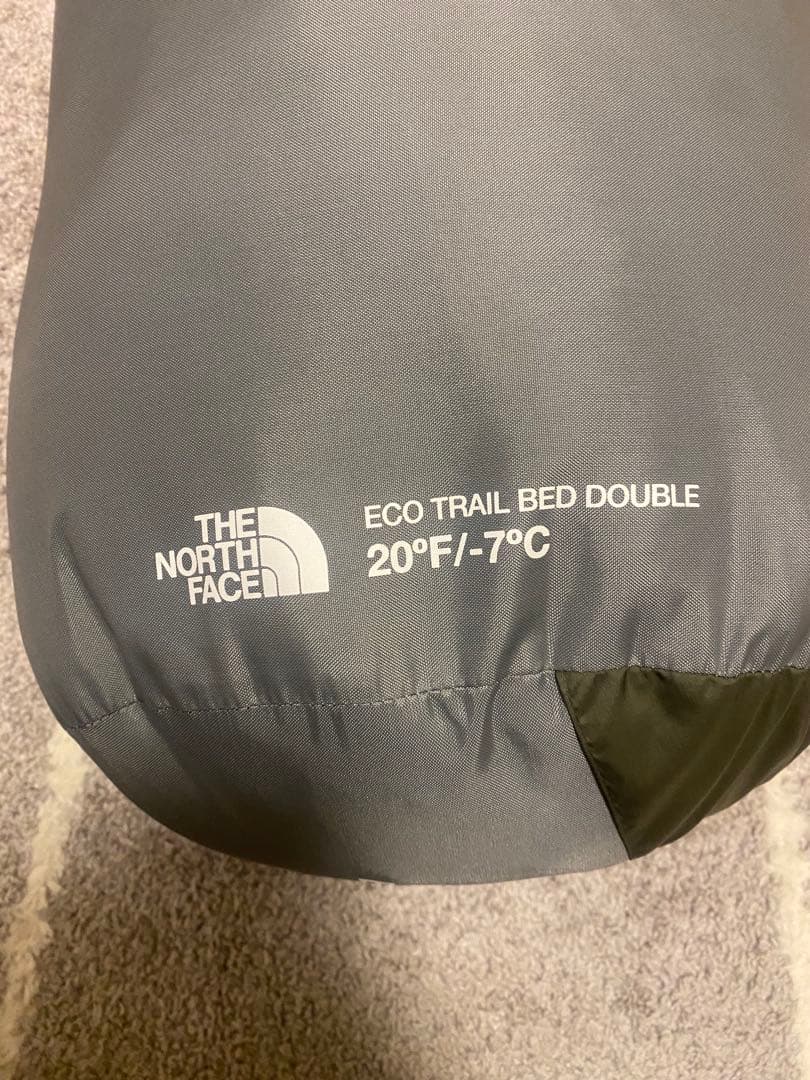 THE
NORTH
FACE
ECO TRAIL BED DOUBLE
20ºF/-7ºC